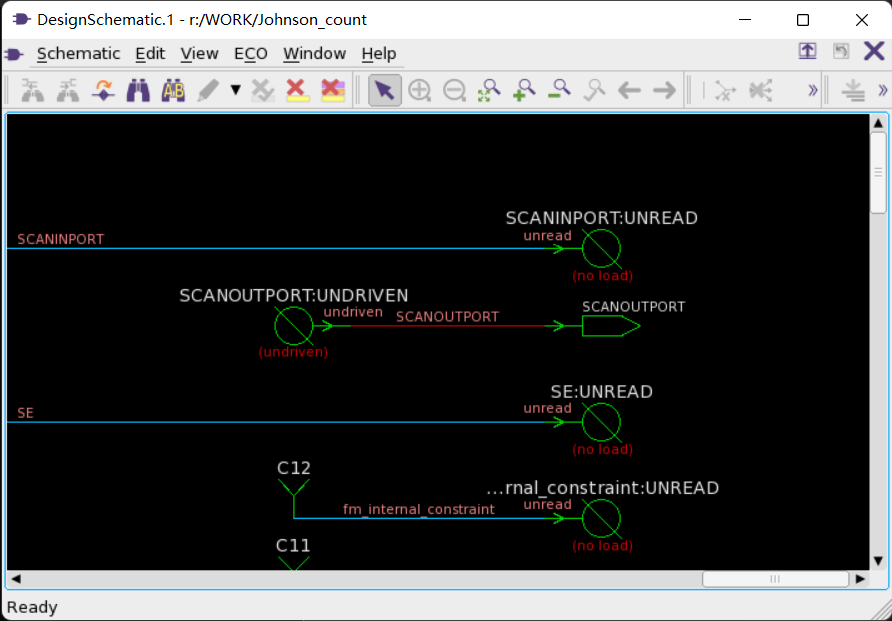 DesignSchematic.1 - r:/WORK/Johnson_count
Schematic Edit View ECO Window Help
AB
» »
SCANINPORT:UNREAD
SCANINPORT
unread
(no load)
SCANOUTPORT:UNDRIVEN
undriven
SCANOUTPORT
SCANOUTPORT
(undriven)
SE:UNREAD
SE
unread
(no load)
C12
...rnal_constraint:UNREAD
fm_internal_constraint
unread
(no load)
C11
Ready